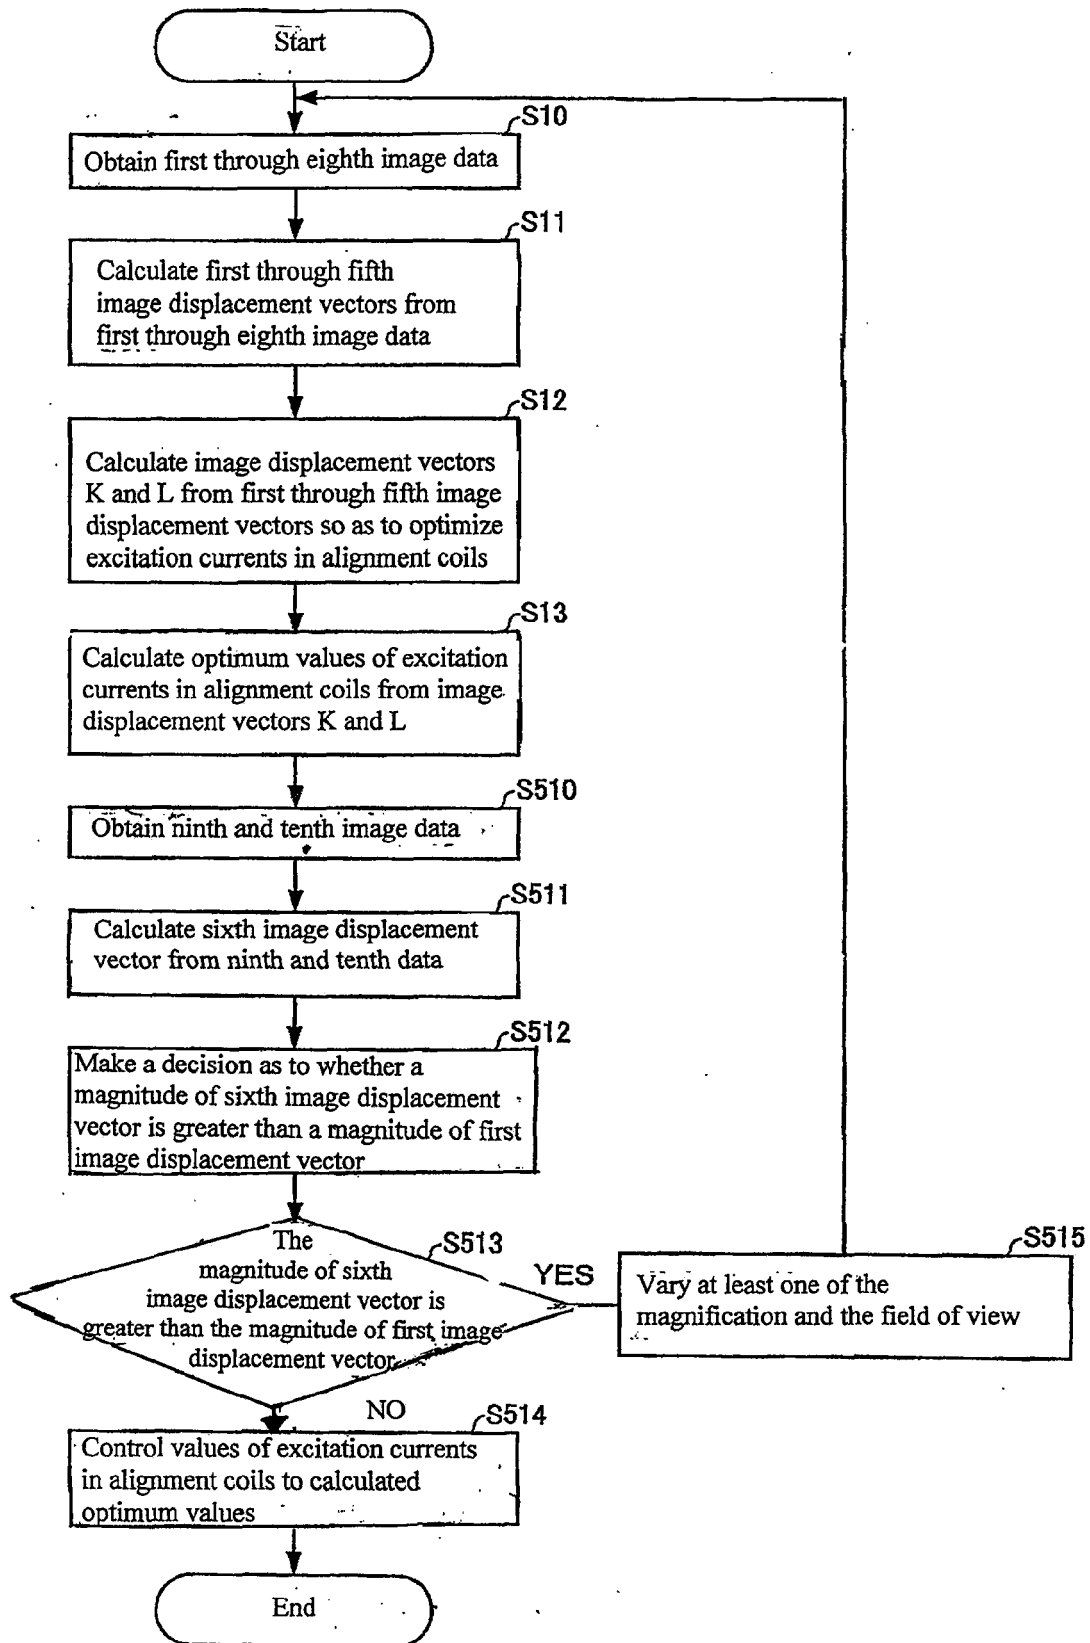 Start
S10
Obtain first through eighth image data
S11
Calculate first through fifth
image displacement vectors from
first through eighth image data
S12
Calculate image displacement vectors
K and L from first through fifth image
displacement vectors so as to optimize
excitation currents in alignment coils
S13
Calculate optimum values of excitation
currents in alignment coils from image
displacement vectors K and L
S510
Obtain ninth and tenth image data
S511
Calculate sixth image displacement
vector from ninth and tenth data
S512
Make a decision as to whether a
magnitude of sixth image displacement
vector is greater than a magnitude of first
image displacement vector
S513
The
magnitude of sixth
image displacement vector is
greater than the magnitude of first image
displacement vector
YES
S515
Vary at least one of the
magnification and the field of view
NO
S514
Control values of excitation currents
in alignment coils to calculated
optimum values
End